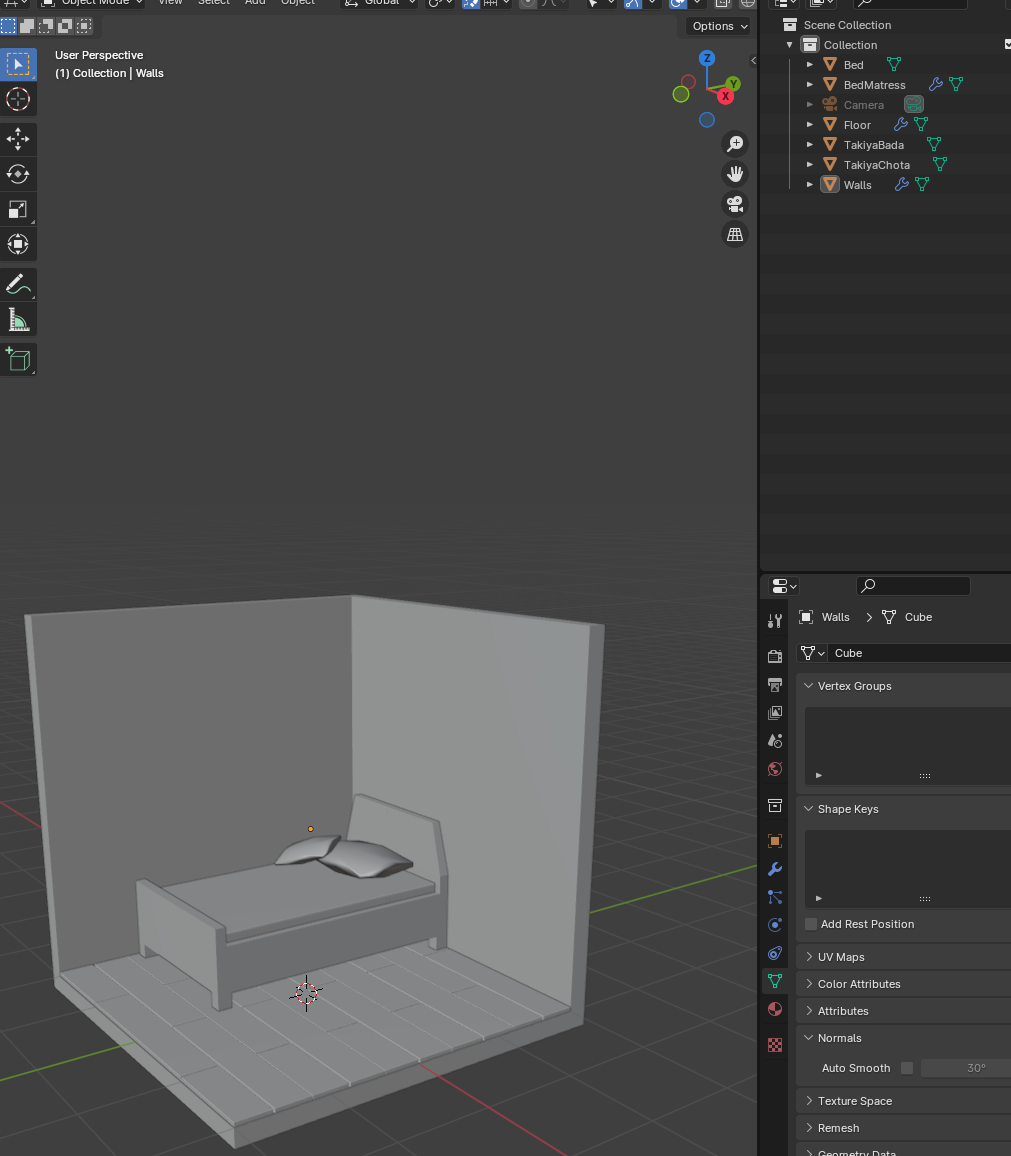 Object Mode
View
Select
Add
Object
Global
Options
User Perspective
(1) Collection | Walls
Z
Y
X
Scene Collection
Collection
Bed
BedMatress
Camera
Floor
TakiyaBada
TakiyaChota
Walls
Walls
Cube
Cube
Vertex Groups
Shape Keys
Add Rest Position
UV Maps
Color Attributes
Attributes
Normals
Auto Smooth
30°
Texture Space
Remesh
Geometry Data